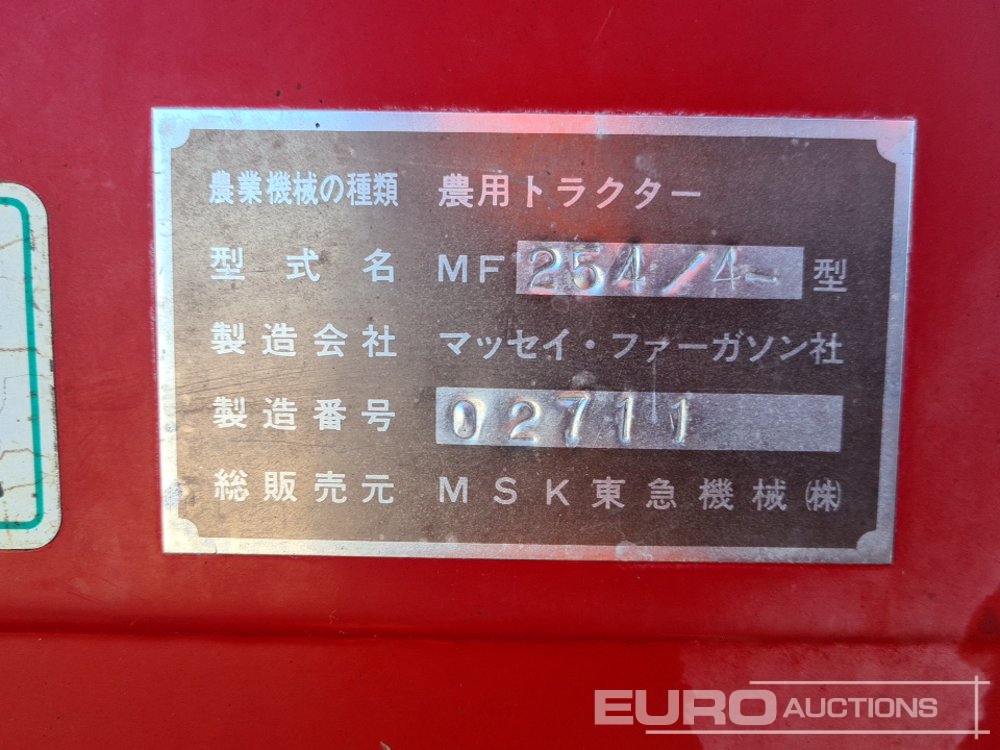 農業機械の種類 農用トラクター
型式名 MF 254/4- 型
製造会社 マッセイ・ファーガソン社
製造番号 02711
総販売元 MSK東急機械㈱
EURO AUCTIONS